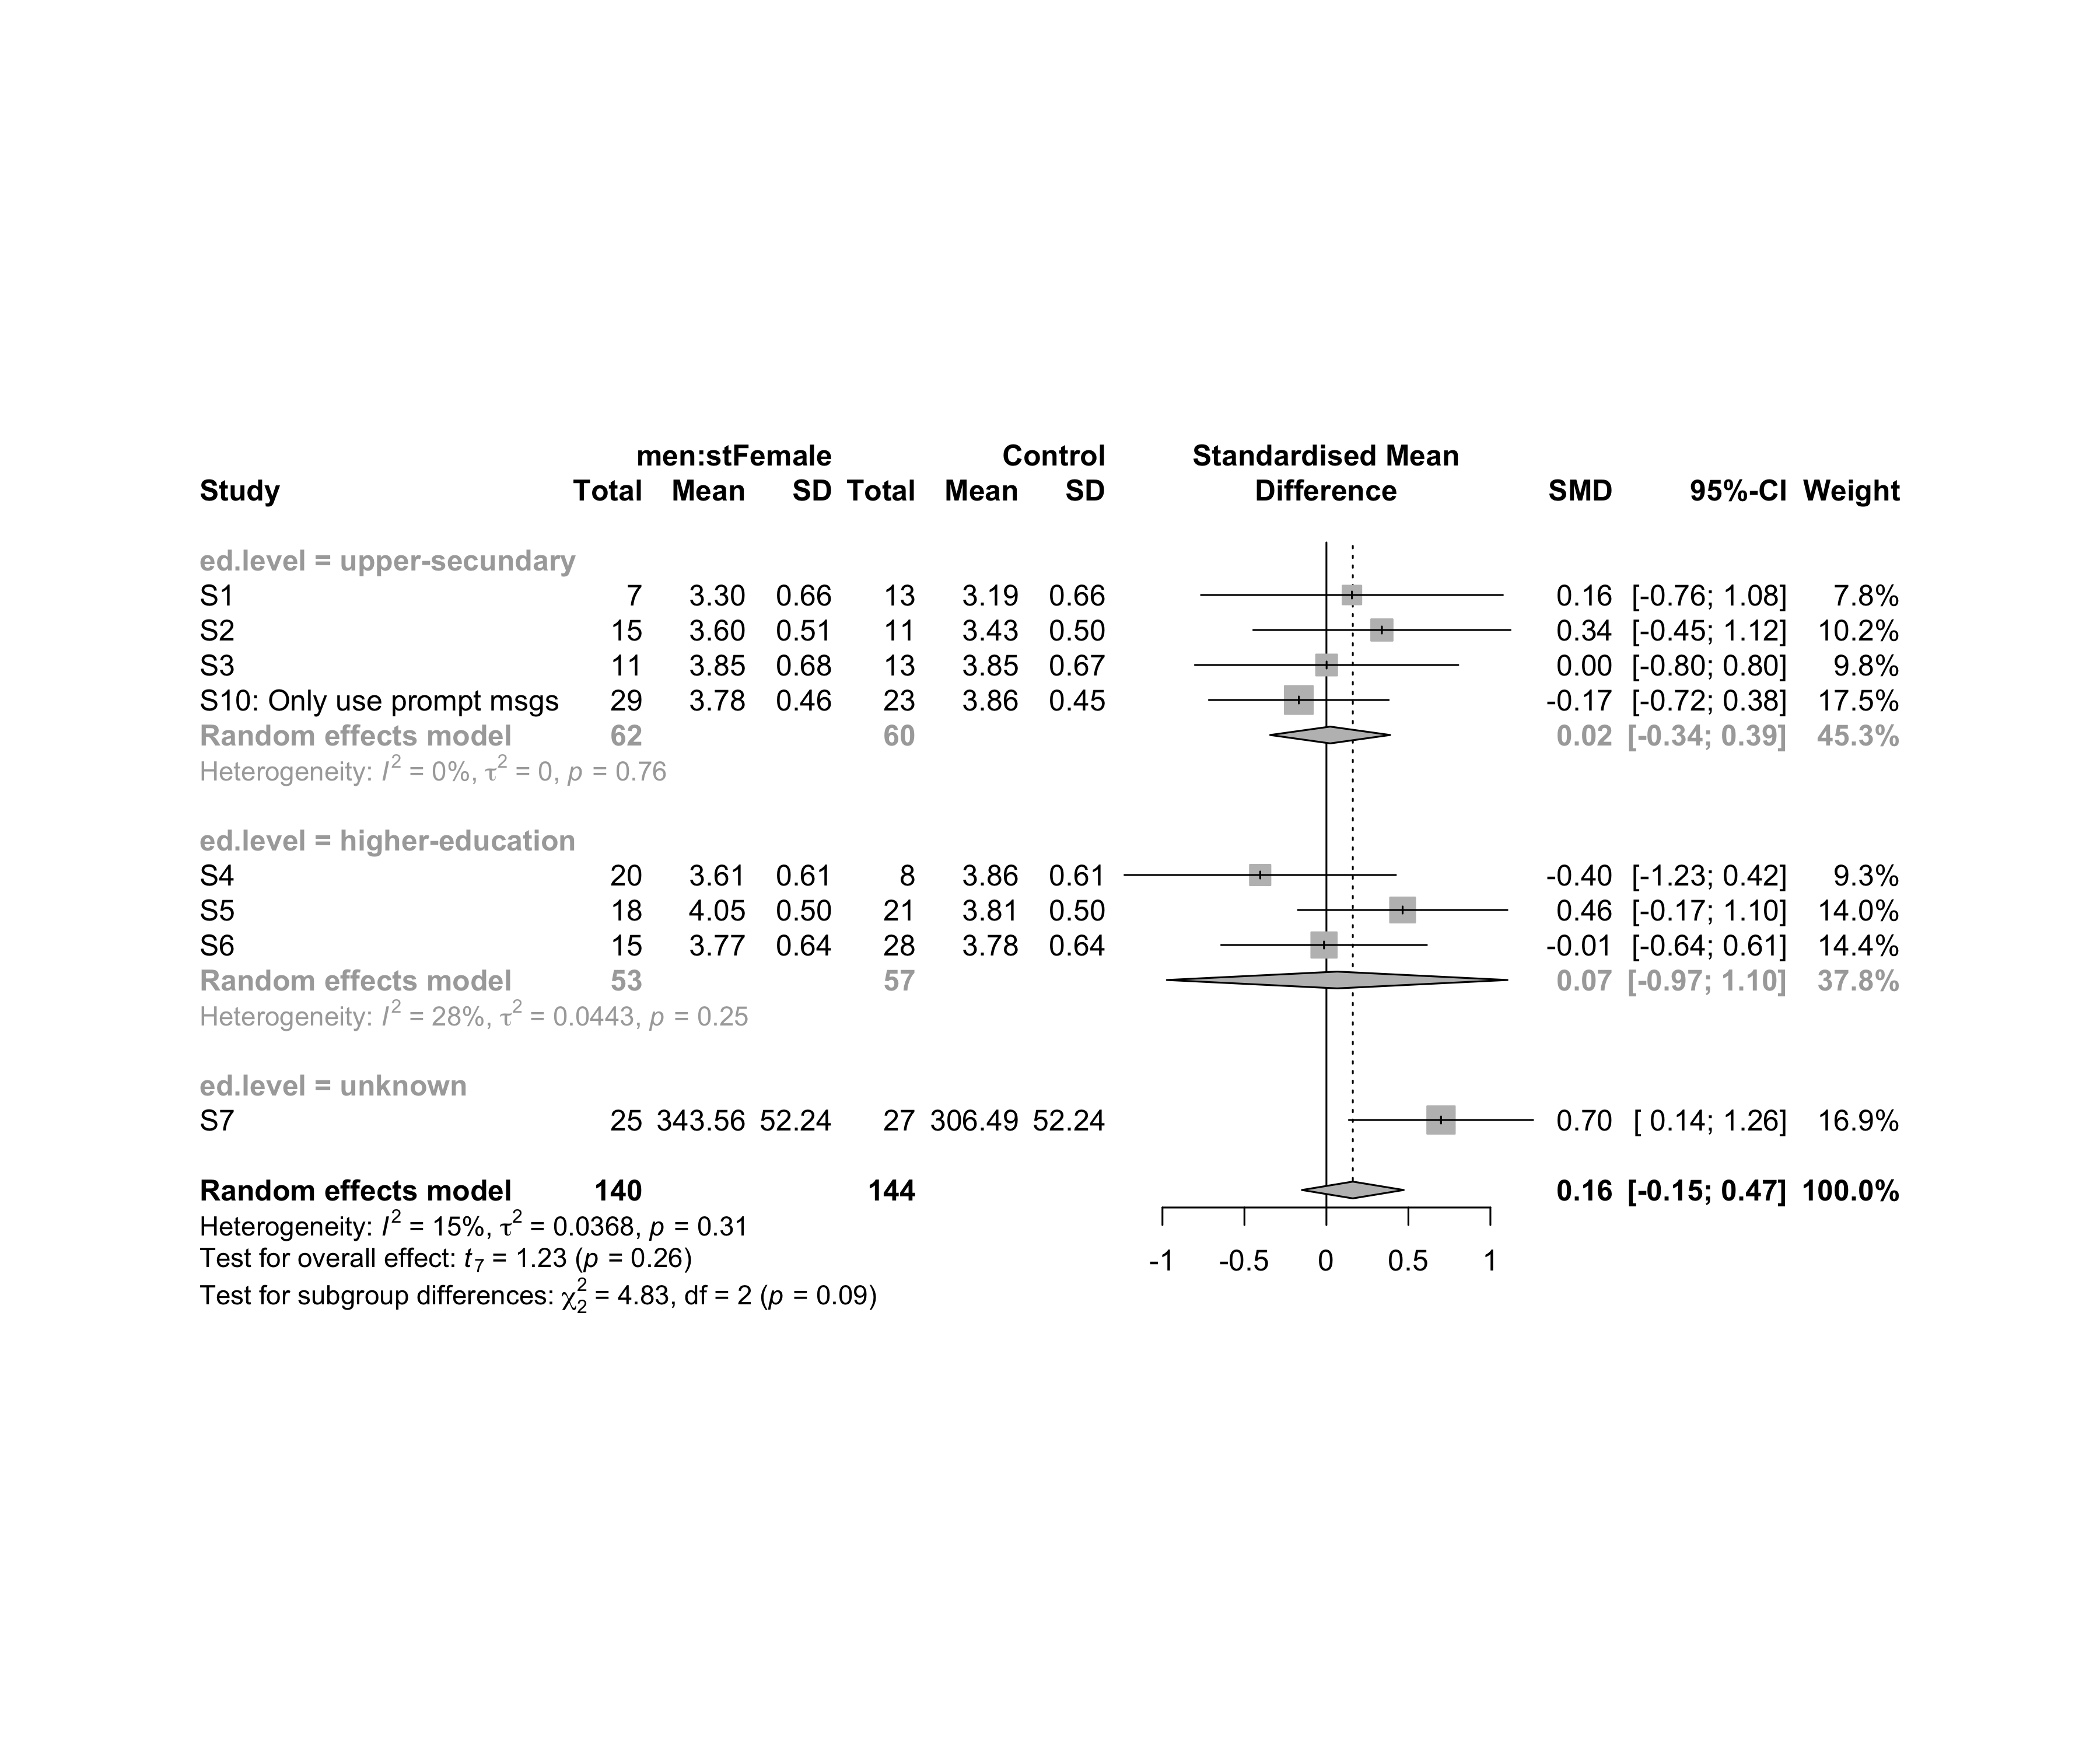 men:stFemale Control Standardised Mean
Study Total Mean SD Total Mean SD Difference SMD 95%-CI Weight
ed.level = upper-secundary
S1 7 3.30 0.66 13 3.19 0.66 0.16 [-0.76; 1.08] 7.8%
S2 15 3.60 0.51 11 3.43 0.50 0.34 [-0.45; 1.12] 10.2%
S3 11 3.85 0.68 13 3.85 0.67 0.00 [-0.80; 0.80] 9.8%
S10: Only use prompt msgs 29 3.78 0.46 23 3.86 0.45 -0.17 [-0.72; 0.38] 17.5%
Random effects model 62 60 0.02 [-0.34; 0.39] 45.3%
Heterogeneity: I² = 0%, τ² = 0, p = 0.76
ed.level = higher-education
S4 20 3.61 0.61 8 3.86 0.61 -0.40 [-1.23; 0.42] 9.3%
S5 18 4.05 0.50 21 3.81 0.50 0.46 [-0.17; 1.10] 14.0%
S6 15 3.77 0.64 28 3.78 0.64 -0.01 [-0.64; 0.61] 14.4%
Random effects model 53 57 0.07 [-0.97; 1.10] 37.8%
Heterogeneity: I² = 28%, τ² = 0.0443, p = 0.25
ed.level = unknown
S7 25 343.56 52.24 27 306.49 52.24 0.70 [ 0.14; 1.26] 16.9%
Random effects model 140 144 0.16 [-0.15; 0.47] 100.0%
Heterogeneity: I² = 15%, τ² = 0.0368, p = 0.31
Test for overall effect: t₇ = 1.23 (p = 0.26)
-1 -0.5 0 0.5 1
Test for subgroup differences: χ²₂ = 4.83, df = 2 (p = 0.09)